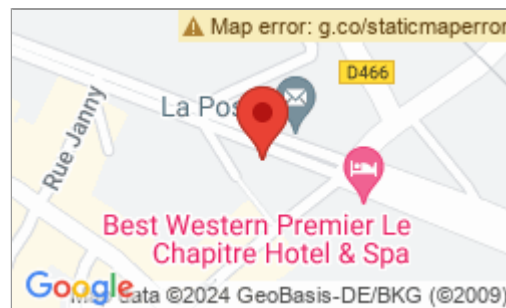 Map error: g.co/staticmaperror
D466
La Pos
Rue Janny
Best Western Premier Le
Chapitre Hotel & Spa
Google
data ©2024 GeoBasis-DE/BKG (©2009)